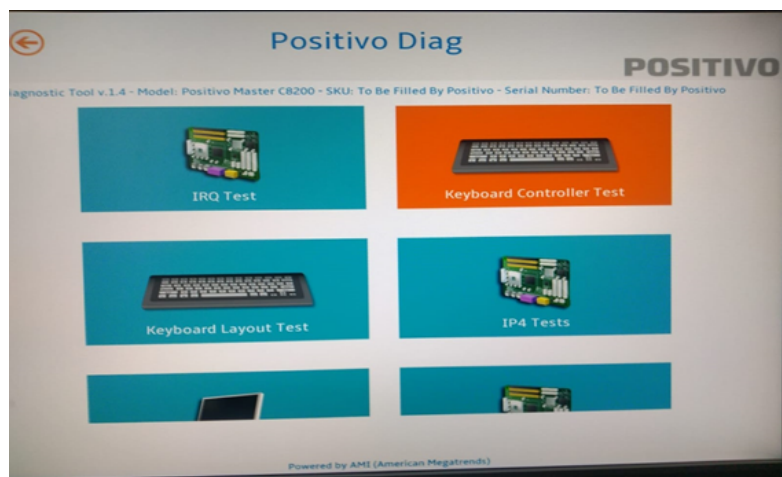 Positivo Diag
POSITIVO
iagnostic Tool v.1.4 - Model: Positivo Master C8200 - SKU: To Be Filled By Positivo - Serial Number: To Be Filled By Positivo
IRQ Test
Keyboard Controller Test
Keyboard Layout Test
IP4 Tests
Powered by AMI (American Megatrends)